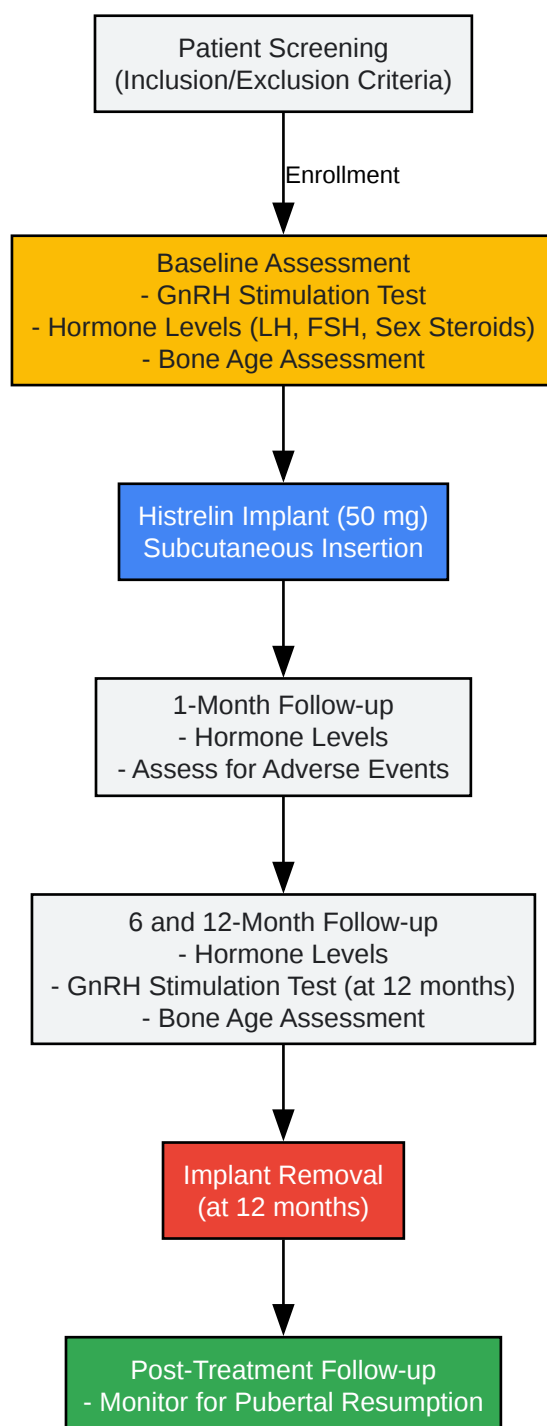 Patient Screening
(Inclusion/Exclusion Criteria)
Enrollment
Baseline Assessment
- GnRH Stimulation Test
- Hormone Levels (LH, FSH, Sex Steroids)
- Bone Age Assessment
Histrelin Implant (50 mg)
Subcutaneous Insertion
1-Month Follow-up
- Hormone Levels
- Assess for Adverse Events
6 and 12-Month Follow-up
- Hormone Levels
- GnRH Stimulation Test (at 12 months)
- Bone Age Assessment
Implant Removal
(at 12 months)
Post-Treatment Follow-up
- Monitor for Pubertal Resumption